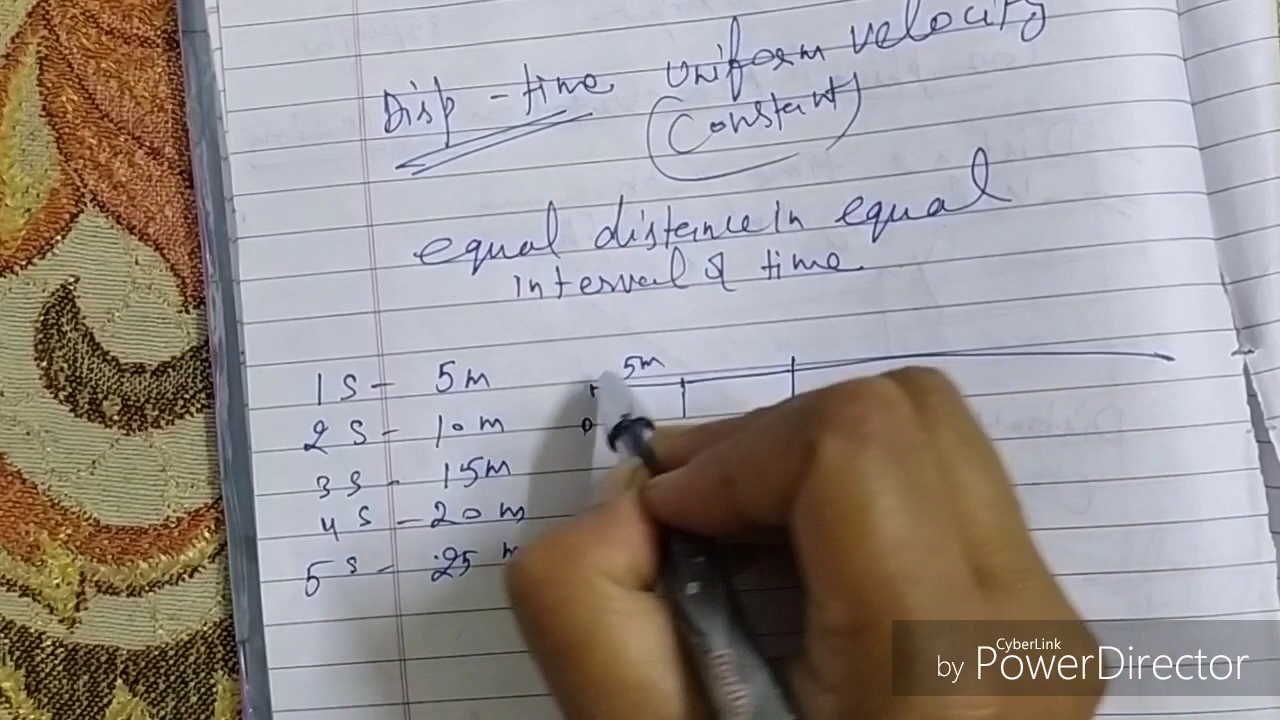 Disp - time Uniform velocity
(Constant)
equal distance in equal
interval of time
1 S - 5 m
2 S - 10 m
3 S - 15 m
4 S - 20 m
5 S - 25 m
5m
0
CyberLink
by PowerDirector